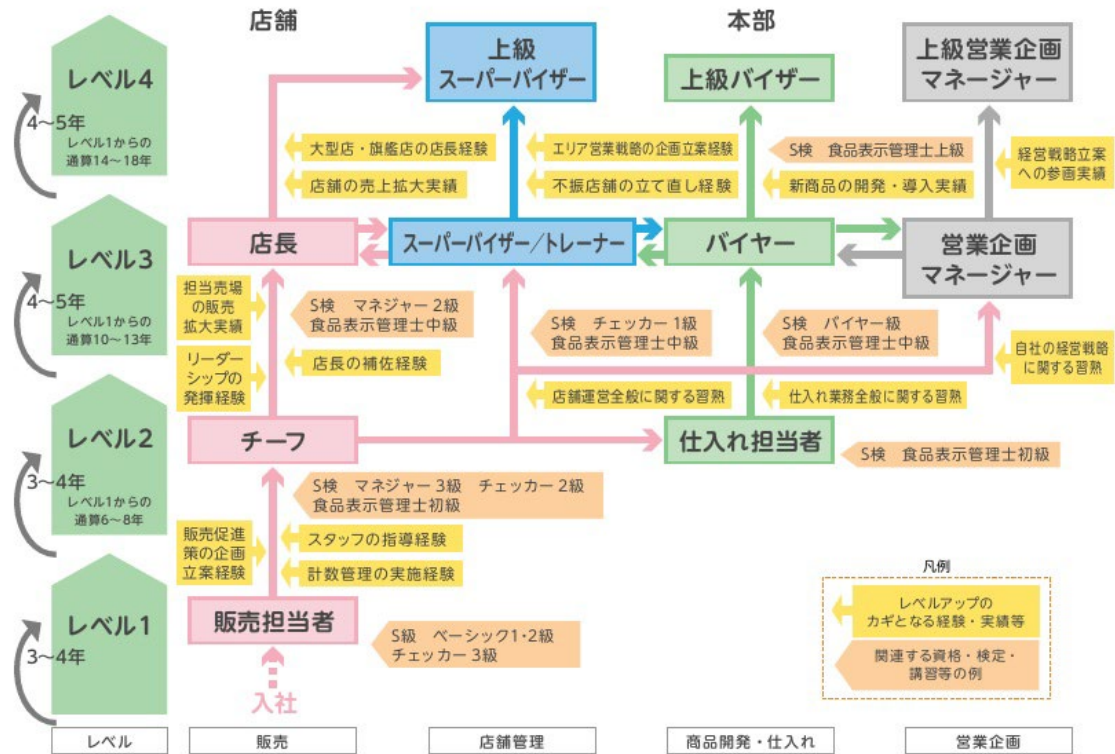 店舗
本部
レベル4
4～5年
レベル1からの
通算14～18年
上級
スーパーバイザー
上級バイザー
上級営業企画
マネージャー
大型店・旗艦店の店長経験
店舗の売上拡大実績
エリア営業戦略の企画立案経験
不振店舗の立て直し経験
S検 食品表示管理士上級
新商品の開発・導入実績
経営戦略立案
への参画実績
レベル3
4～5年
レベル1からの
通算10～13年
店長
スーパーバイザー／トレーナー
バイヤー
営業企画
マネージャー
担当売場
の販売
拡大実績
リーダー
シップの
発揮経験
S検 マネジャー2級
食品表示管理士中級
店長の補佐経験
S検 チェッカー1級
食品表示管理士中級
店舗運営全般に関する習熟
S検 バイヤー級
食品表示管理士中級
仕入れ業務全般に関する習熟
自社の経営戦略
に関する習熟
レベル2
3～4年
レベル1からの
通算6～8年
チーフ
仕入れ担当者
S検 食品表示管理士初級
S検 マネジャー3級 チェッカー2級
食品表示管理士初級
販売促進
策の企画
立案経験
スタッフの指導経験
計数管理の実施経験
レベル1
3～4年
販売担当者
S級 ベーシック1・2級
チェッカー3級
入社
凡例
レベルアップの
カギとなる経験・実績等
関連する資格・検定・
講習等の例
レベル
販売
店舗管理
商品開発・仕入れ
営業企画